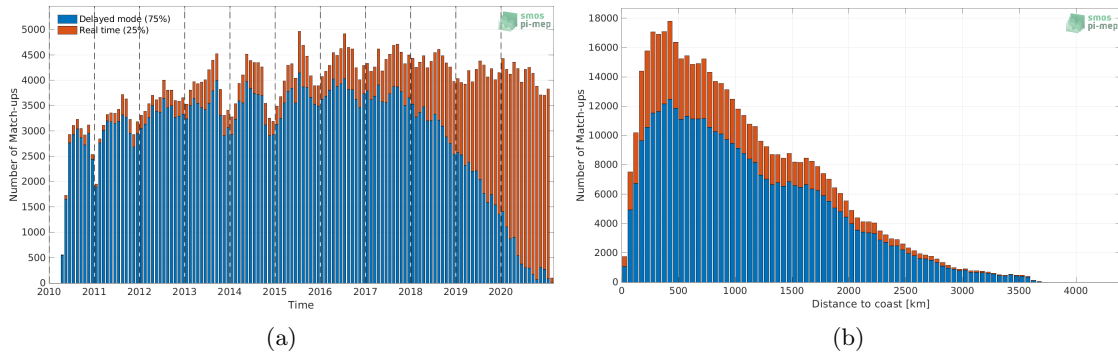 Delayed mode (75%)
Real time (25%)
smos
pi-mep
5000
4500
4000
3500
3000
2500
2000
1500
1000
500
0
Number of Match-ups
2010 2011 2012 2013 2014 2015 2016 2017 2018 2019 2020
Time
(a)
smos
pi-mep
18000
16000
14000
12000
10000
8000
6000
4000
2000
0
Number of Match-ups
0 500 1000 1500 2000 2500 3000 3500 4000
Distance to coast [km]
(b)